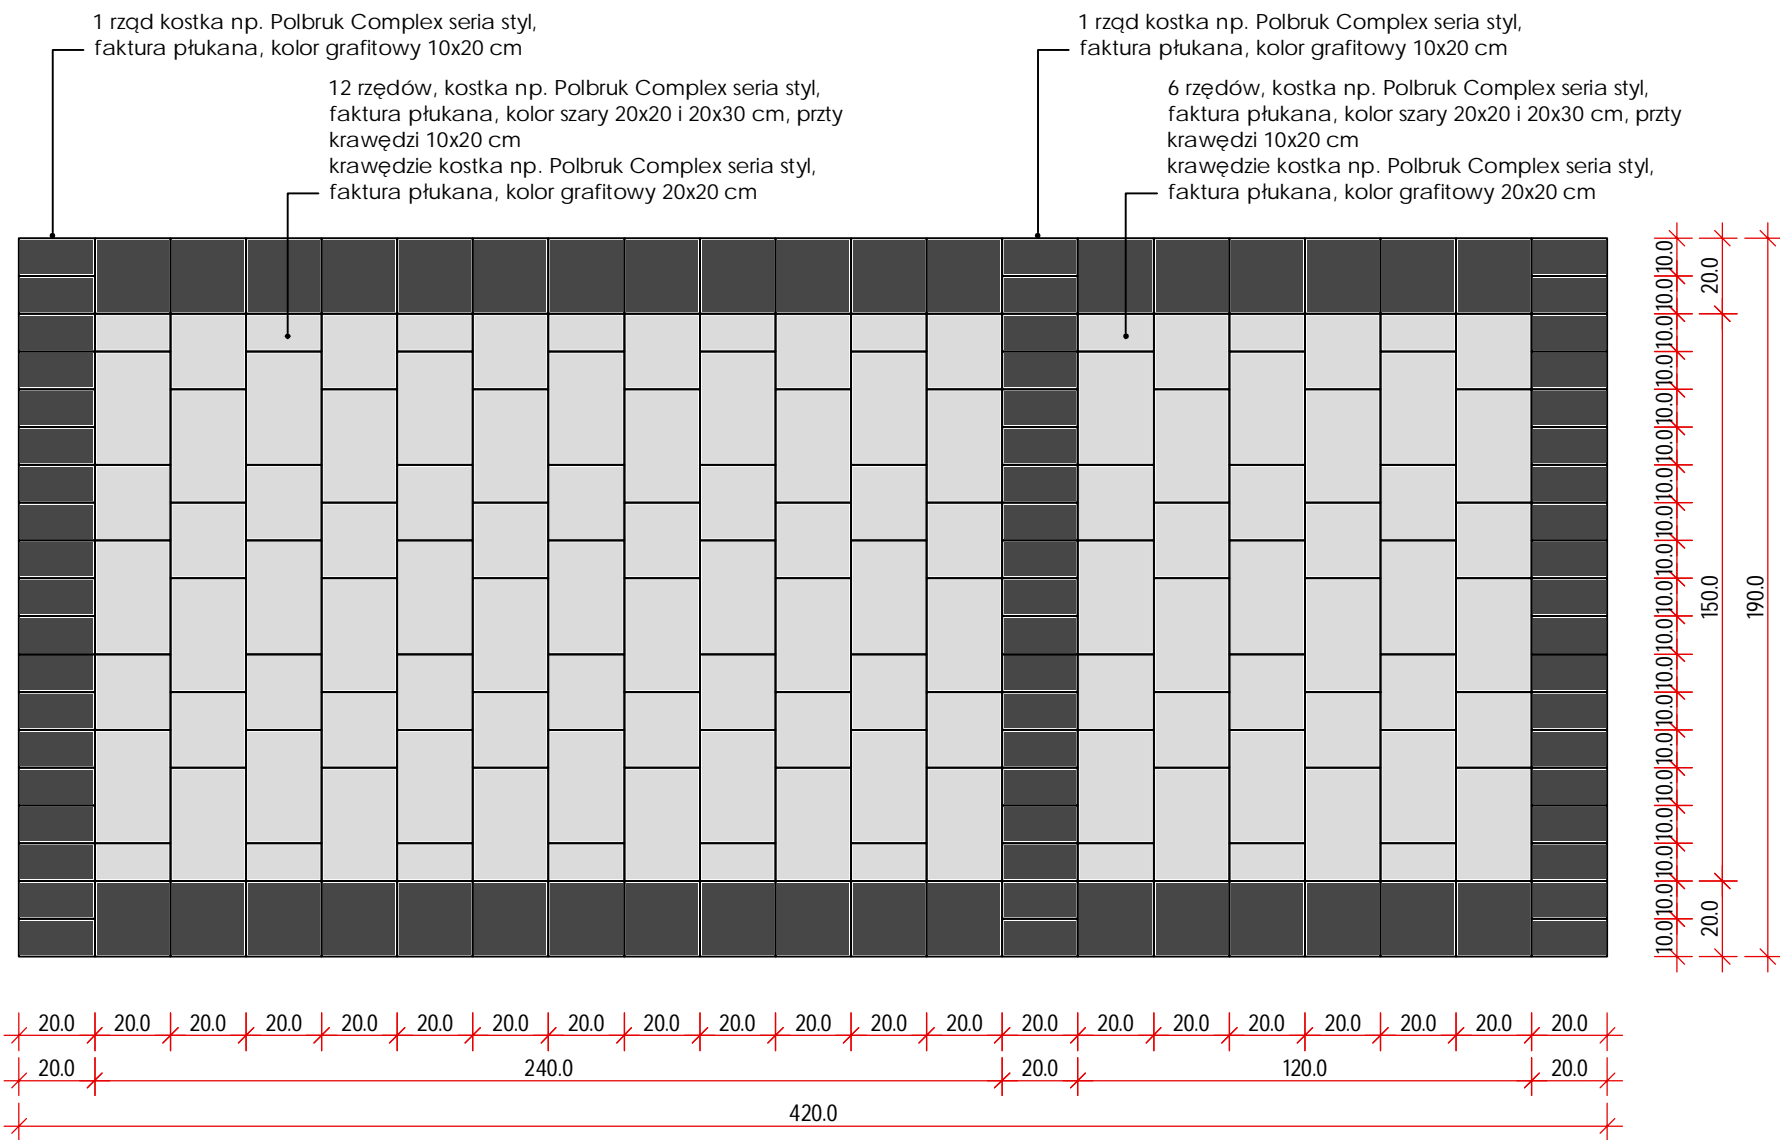 1 rząd kostka np. Polbruk Complex seria styl,
faktura płukana, kolor grafitowy 10x20 cm
12 rzędów, kostka np. Polbruk Complex seria styl,
faktura płukana, kolor szary 20x20 i 20x30 cm, przty
krawędzi 10x20 cm
krawędzie kostka np. Polbruk Complex seria styl,
faktura płukana, kolor grafitowy 20x20 cm
1 rząd kostka np. Polbruk Complex seria styl,
faktura płukana, kolor grafitowy 10x20 cm
6 rzędów, kostka np. Polbruk Complex seria styl,
faktura płukana, kolor szary 20x20 i 20x30 cm, przty
krawędzi 10x20 cm
krawędzie kostka np. Polbruk Complex seria styl,
faktura płukana, kolor grafitowy 20x20 cm
10.0 10.0 10.0 10.0 10.0 10.0 10.0 10.0 10.0 10.0 10.0 10.0 10.0 10.0 10.0 10.0 10.0 10.0 10.0
20.0 150.0 20.0
190.0
20.0 20.0 20.0 20.0 20.0 20.0 20.0 20.0 20.0 20.0 20.0 20.0 20.0 20.0 20.0 20.0 20.0 20.0 20.0 20.0 20.0
20.0 240.0 20.0 120.0 20.0
420.0